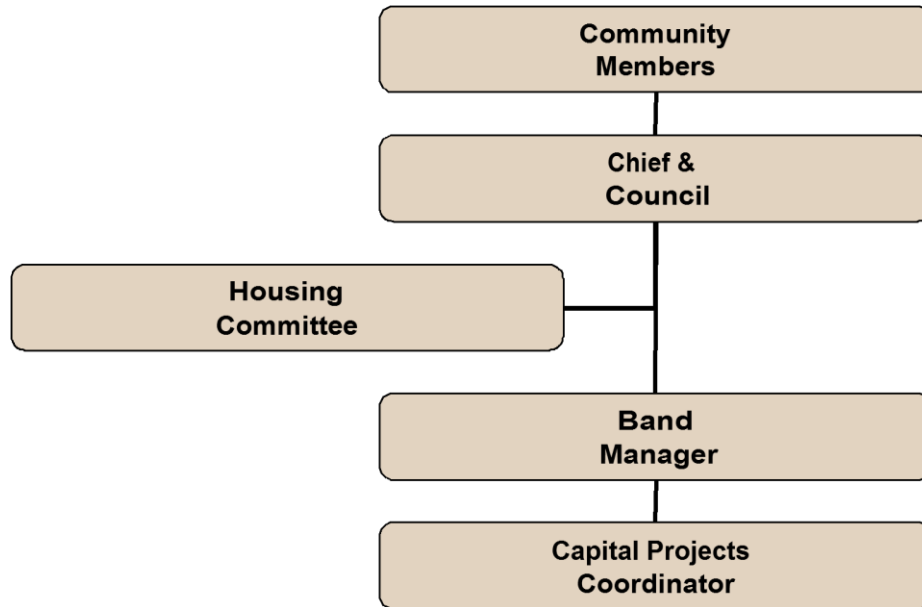 Community
Members
Chief &
Council
Housing
Committee
Band
Manager
Capital Projects
Coordinator